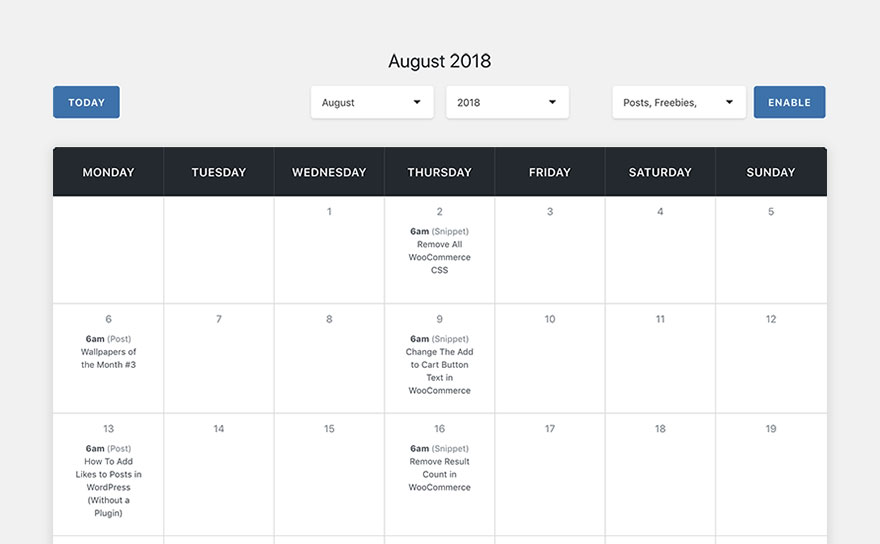 August 2018
TODAY
August
2018
Posts, Freebies,
ENABLE
MONDAY TUESDAY WEDNESDAY THURSDAY FRIDAY SATURDAY SUNDAY
1 2 3 4 5
6am (Snippet)
Remove All
WooCommerce
CSS
6 7 8 9 10 11 12
6am (Post)
Wallpapers of
the Month #3
6am (Snippet)
Change The Add
to Cart Button
Text in
WooCommerce
13 14 15 16 17 18 19
6am (Post)
How To Add
Likes to Posts in
WordPress
(Without a
Plugin)
6am (Snippet)
Remove Result
Count in
WooCommerce